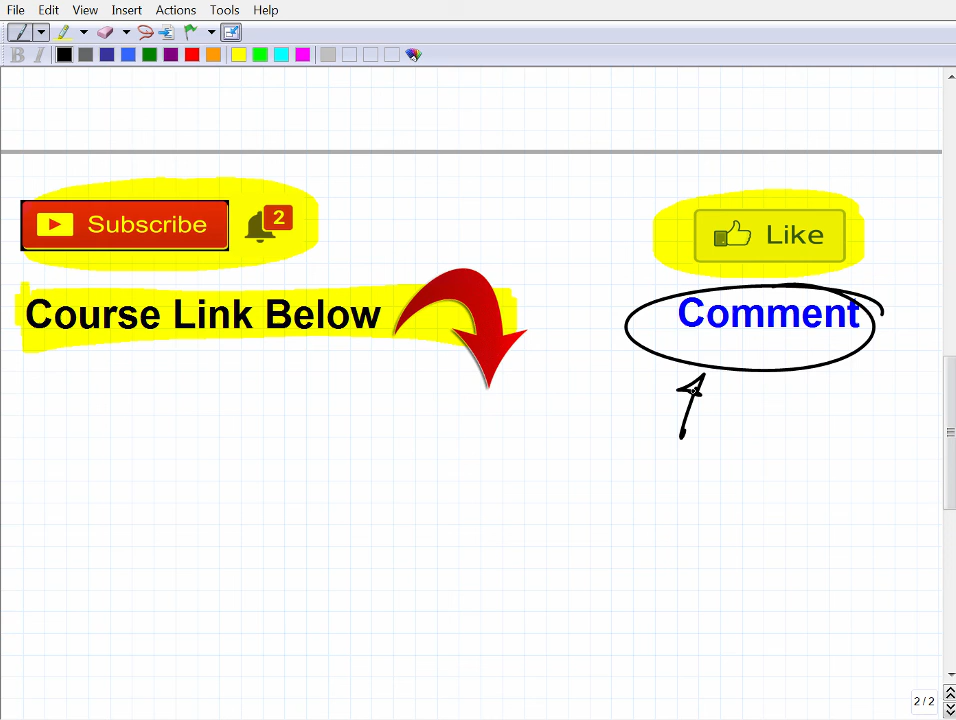 File Edit View Insert Actions Tools Help
B I
Subscribe 2
Like
Course Link Below
Comment
2 / 2